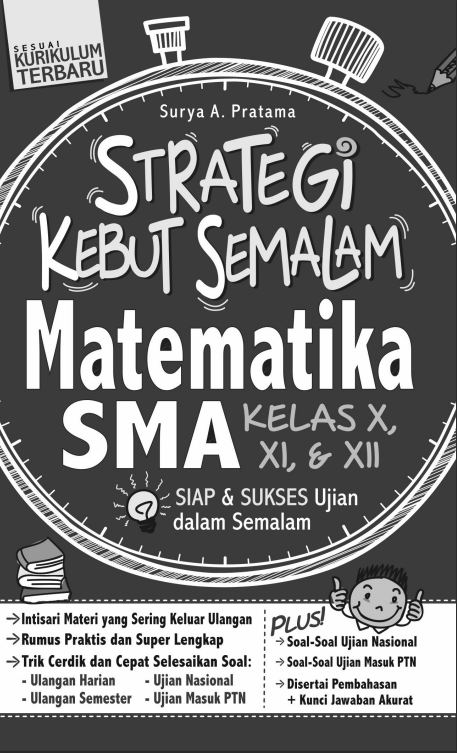 SESUAI
KURIKULUM
TERBARU
Surya A. Pratama
STRATEGI
KEBUT SEMALAM
Matematika
SMA KELAS X,
XI, & XII
SIAP & SUKSES Ujian
dalam Semalam
→Intisari Materi yang Sering Keluar Ulangan
→Rumus Praktis dan Super Lengkap
→Trik Cerdik dan Cepat Selesaikan Soal:
- Ulangan Harian - Ujian Nasional
- Ulangan Semester - Ujian Masuk PTN
PLUS!
→Soal-Soal Ujian Nasional
→Soal-Soal Ujian Masuk PTN
→Disertai Pembahasan
+ Kunci Jawaban Akurat